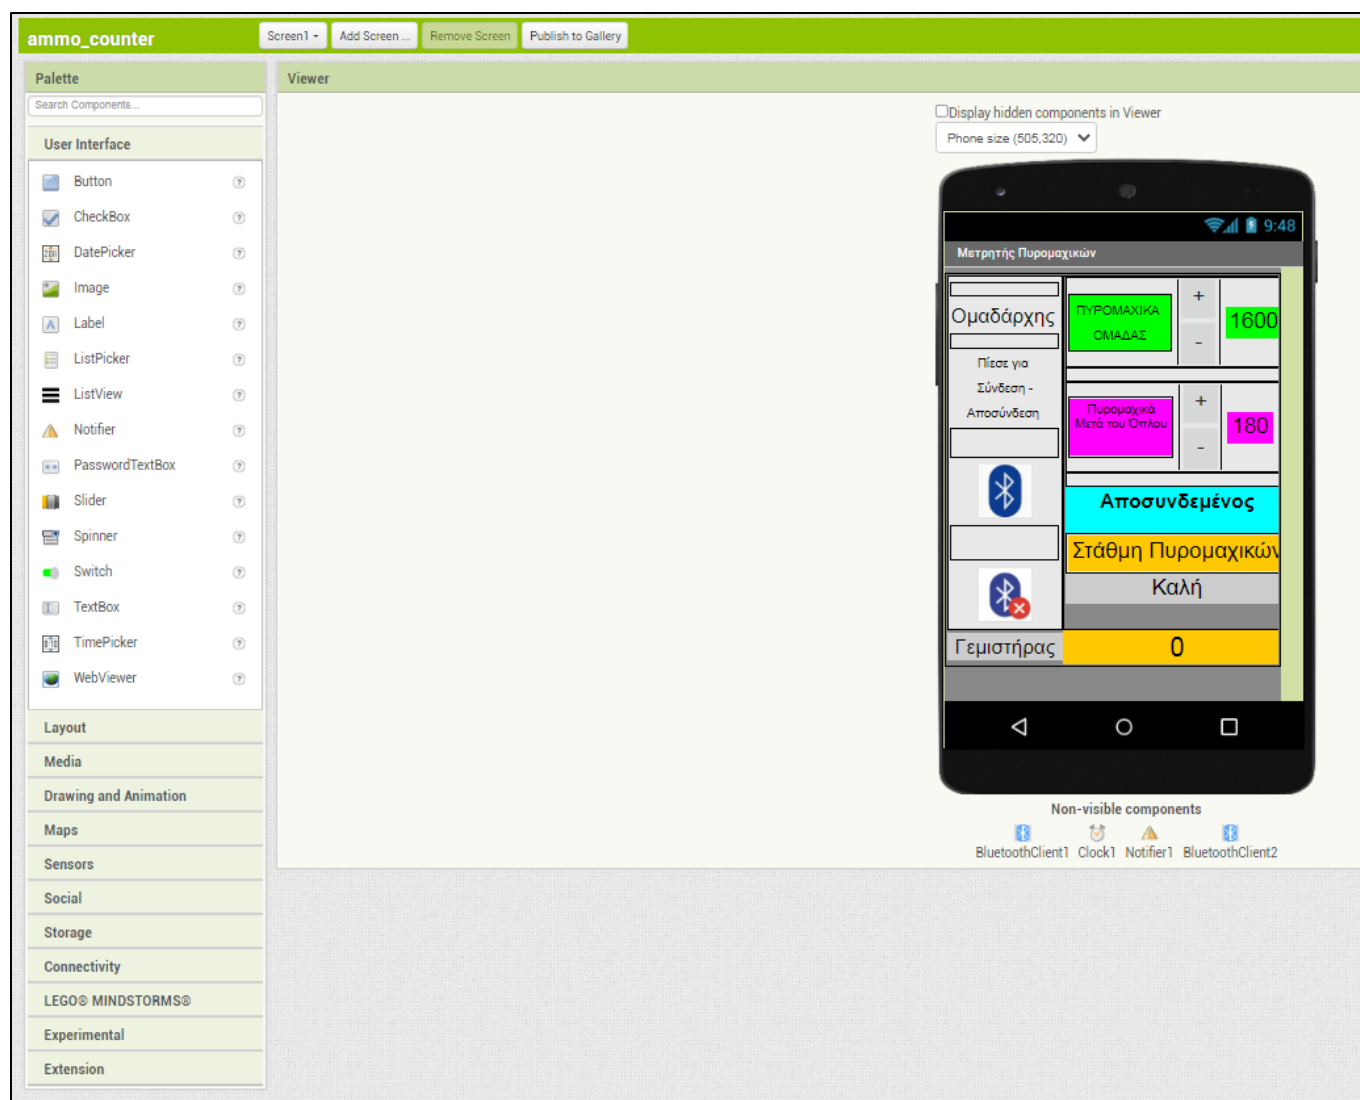 ammo_counter
Screen1
Add Screen ...
Remove Screen
Publish to Gallery
Palette
Viewer
Search Components...
User Interface
Button
CheckBox
DatePicker
Image
Label
ListPicker
ListView
Notifier
PasswordTextBox
Slider
Spinner
Switch
TextBox
TimePicker
WebViewer
Layout
Media
Drawing and Animation
Maps
Sensors
Social
Storage
Connectivity
LEGO® MINDSTORMS®
Experimental
Extension
Display hidden components in Viewer
Phone size (505,320)
9:48
Μετρητής Πυρομαχικών
Ομαδάρχης
Πίεσε για
Σύνδεση -
Αποσύνδεση
ΠΥΡΟΜΑΧΙΚΑ
ΟΜΑΔΑΣ
+
-
1600
Πυρομαχικά
Μετά του Όπλου
+
-
180
Αποσυνδεμένος
Στάθμη Πυρομαχικών
Καλή
Γεμιστήρας
0
Non-visible components
BluetoothClient1
Clock1
Notifier1
BluetoothClient2